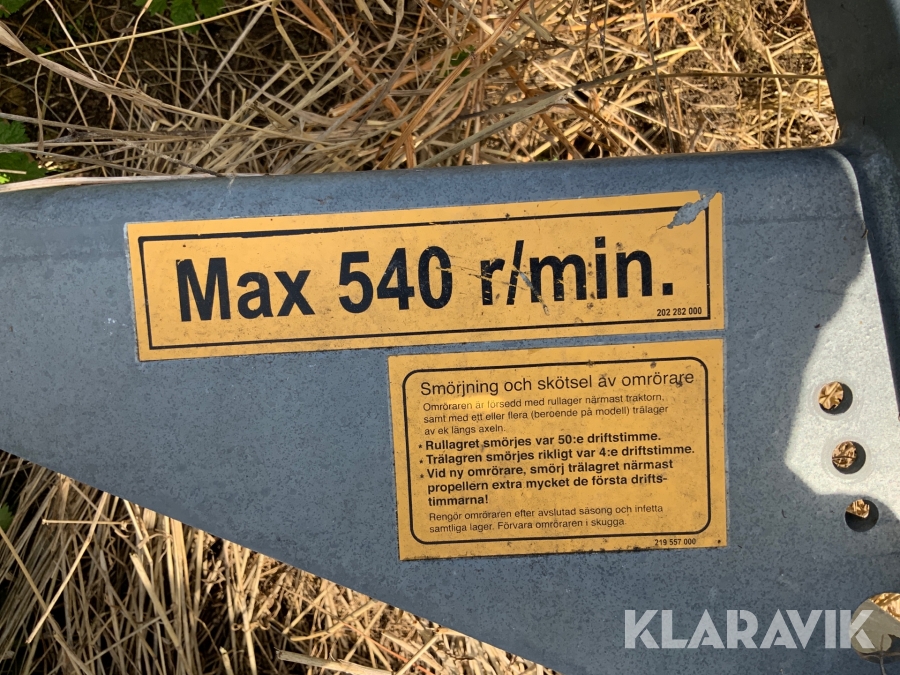 Max 540 r/min.
202 282 000
Smörjning och skötsel av omrörare
Omröraren är försedd med rullager närmast traktorn,
samt med ett eller flera (beroende på modell) trälager
av ek längs axeln.
• Rullagret smörjes var 50:e driftstimme.
• Trälagren smörjes rikligt var 4:e driftstimme.
• Vid ny omrörare, smörj trälagret närmast
propellern extra mycket de första drifts-
timmarna!
Rengör omröraren efter avslutad säsong och infetta
samtliga lager. Förvara omröraren i skugga.
219 557 000
KLARAVIK